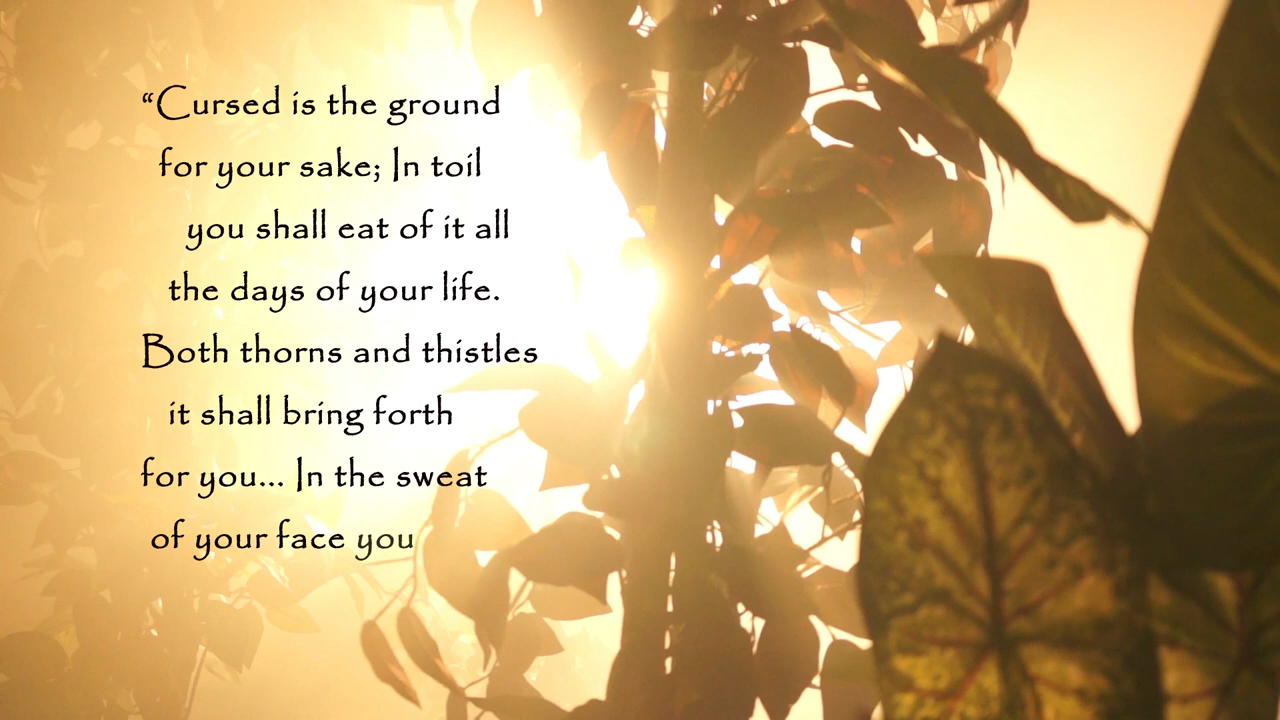 “Cursed is the ground
for your sake; In toil
you shall eat of it all
the days of your life.
Both thorns and thistles
it shall bring forth
for you... In the sweat
of your face you